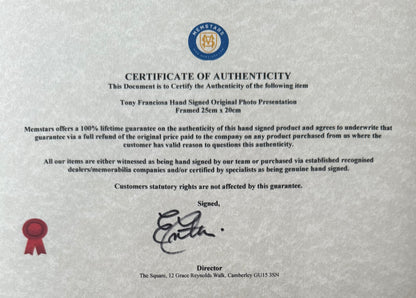 MEMSTARS
CERTIFICATE OF AUTHENTICITY
This Document is to Certify the Authenticity of the following item
Tony Franciosa Hand Signed Original Photo Presentation
Framed 25cm x 20cm
Memstars offers a 100% lifetime guarantee on the authenticity of this hand signed product and agrees to underwrite that
guarantee via a full refund of the original price paid to the company on any product purchased from us where the
customer has valid reason to questions this authenticity.
All our items are either witnessed as being hand signed by our team or purchased via established recognised
dealers/memorabilia companies and/or certified by specialists as being genuine hand signed.
Customers statutory rights are not affected by this guarantee.
Signed,
Director
The Square, 12 Grace Reynolds Walk, Camberley GU15 3SN